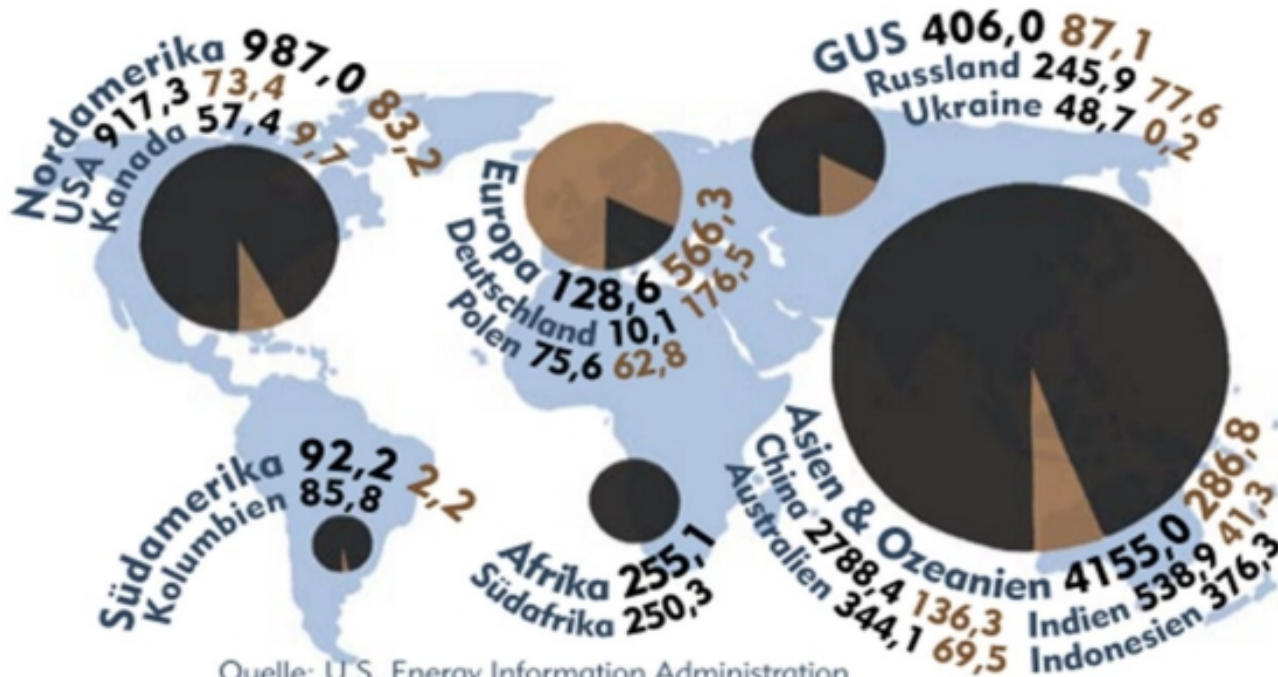 Nordamerika 987,0 83,2
USA 917,3 73,4
Kanada 57,4 9,7
GUS 406,0 87,1
Russland 245,9 77,6
Ukraine 48,7 0,2
Europa 128,6 566,3
Deutschland 10,1 176,5
Polen 75,6 62,8
Südamerika 92,2 2,2
Kolumbien 85,8
Afrika 255,1
Südafrika 250,3
Asien & Ozeanien 4155,0 286,8
China 2788,4 136,3
Australien 344,1 69,5
Indien 538,9 41,3
Indonesien 376,3
Quelle: U.S. Energy Information Administration